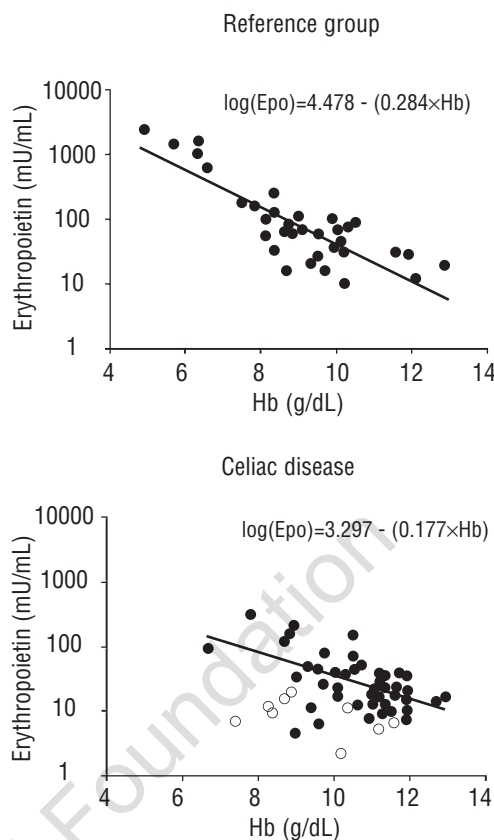 Reference group
log(Epo)=4.478 - (0.284×Hb)
Erythropoietin (mU/mL)
10000
1000
100
10
1
4 6 8 10 12 14
Hb (g/dL)
Celiac disease
log(Epo)=3.297 - (0.177×Hb)
Erythropoietin (mU/mL)
10000
1000
100
10
1
4 6 8 10 12 14
Hb (g/dL)
Foundation